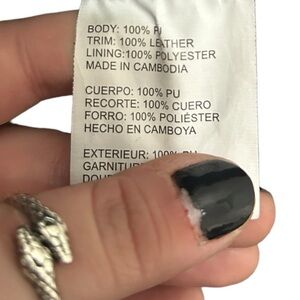 BODY: 100% PU
TRIM: 100% LEATHER
LINING:100% POLYESTER
MADE IN CAMBODIA
CUERPO: 100% PU
RECORTE: 100% CUERO
FORRO: 100% POLIÉSTER
HECHO EN CAMBOYA
EXTERIEUR: 100% PU